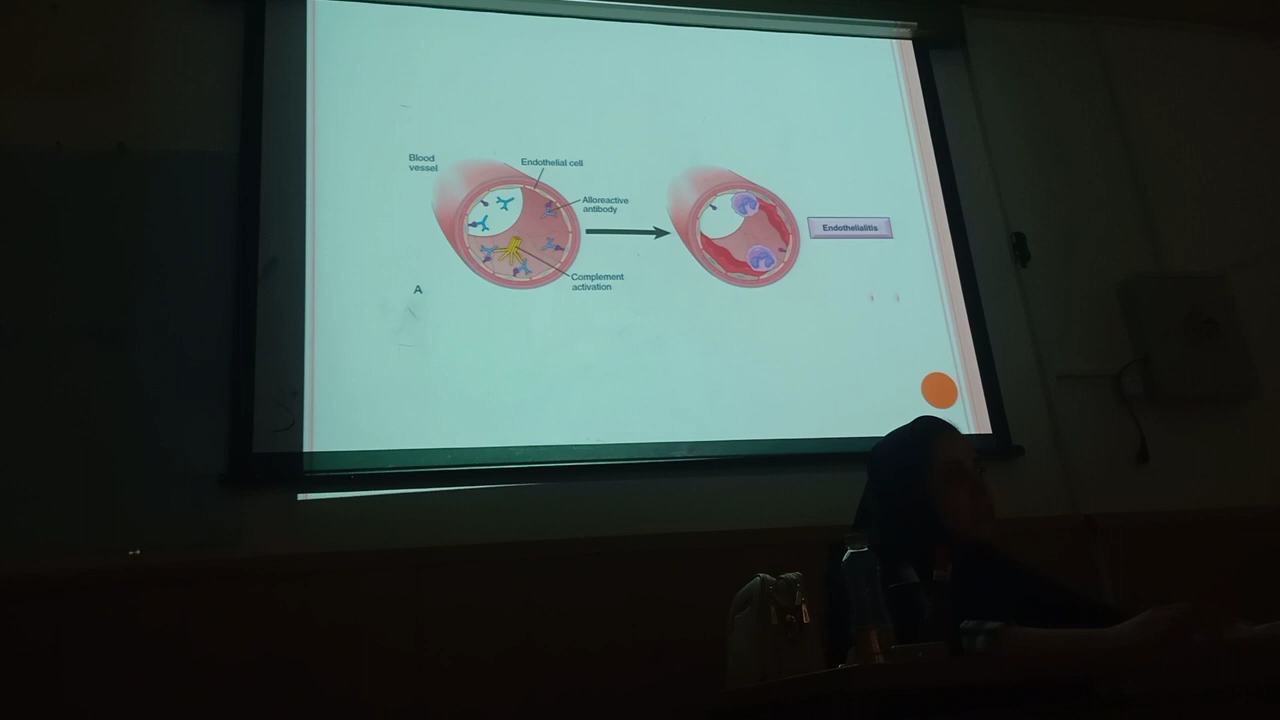 Blood
vessel
Endothelial cell
Alloreactive
antibody
Complement
activation
A
Endothelialitis